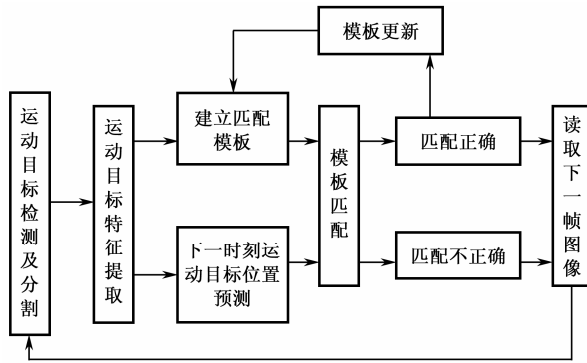 模板更新
运动目标检测及分割
运动目标特征提取
建立匹配
模板
下一时刻运
动目标位置
预测
模板匹配
匹配正确
匹配不正确
读取下一帧图像